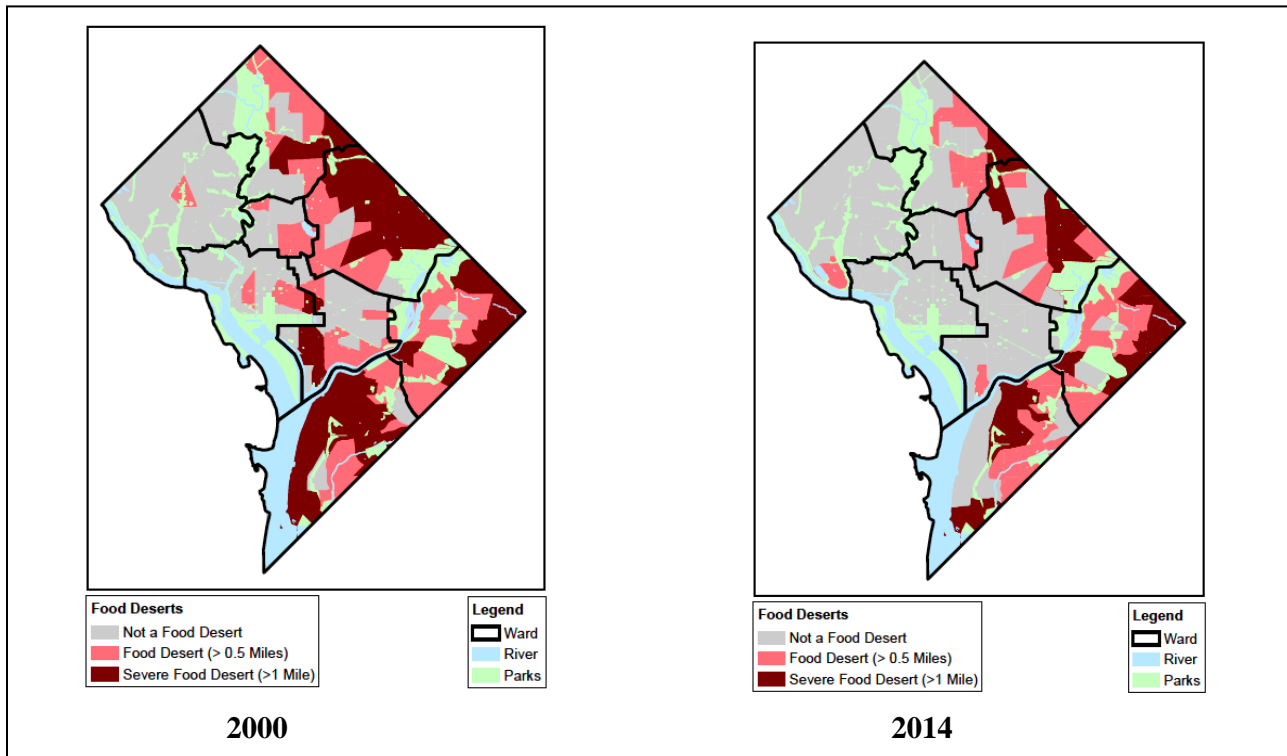 Food Deserts
Not a Food Desert
Food Desert (> 0.5 Miles)
Severe Food Desert (>1 Mile)
Legend
Ward
River
Parks
2000
Food Deserts
Not a Food Desert
Food Desert (> 0.5 Miles)
Severe Food Desert (>1 Mile)
Legend
Ward
River
Parks
2014